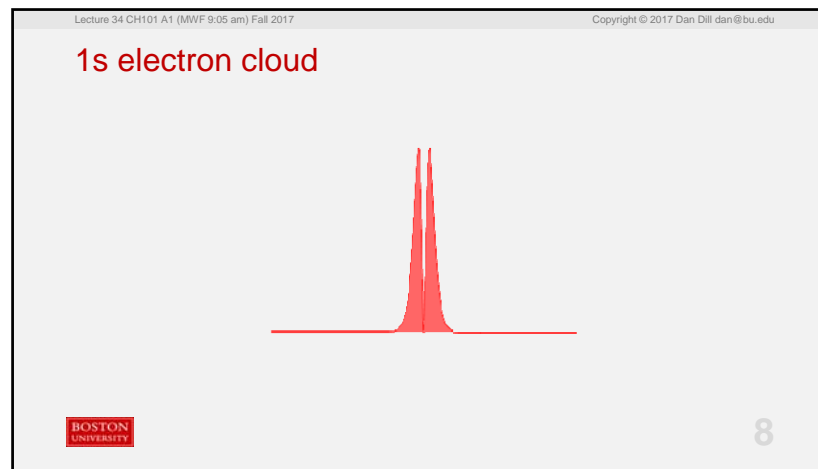 Lecture 34 CH101 A1 (MWF 9:05 am) Fall 2017
Copyright © 2017 Dan Dill dan@bu.edu
1s electron cloud
BOSTON
UNIVERSITY
8